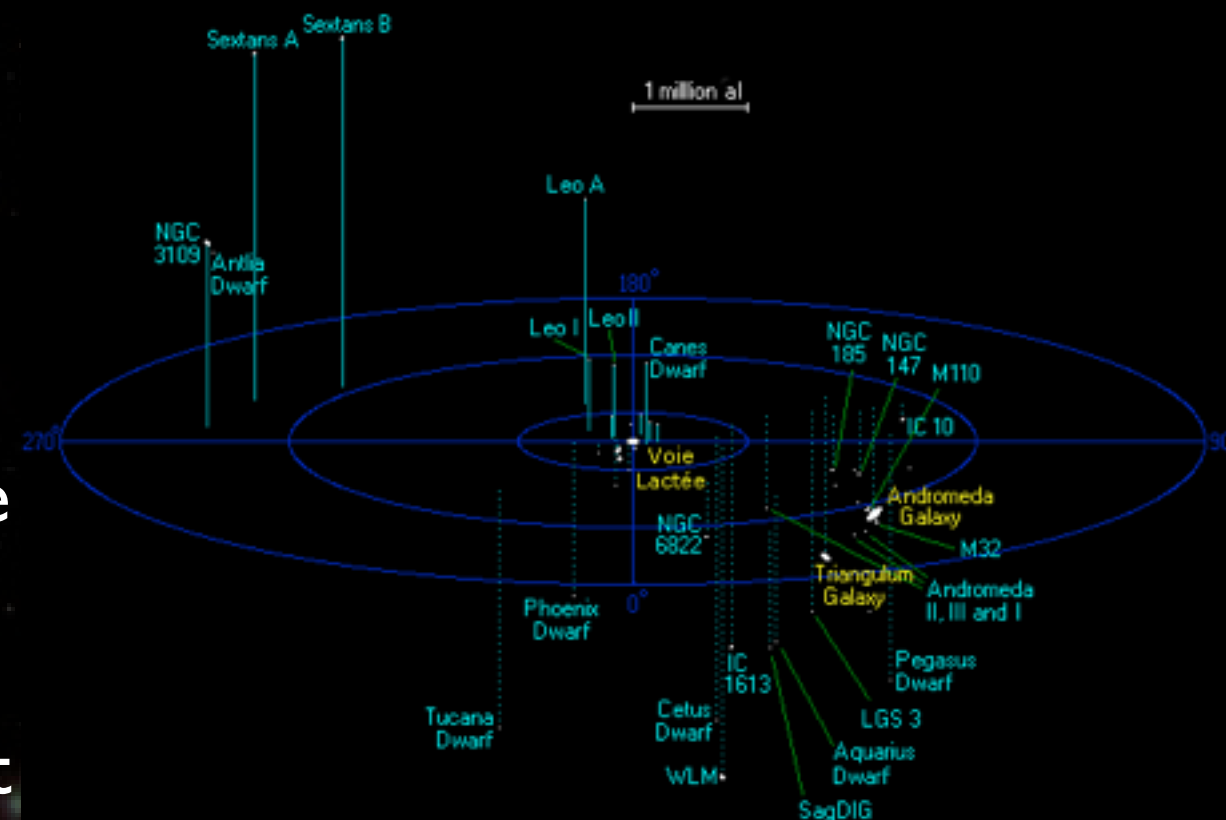 Sextans A
Sextans B
1 million al
Leo A
NGC
3109
Antlia
Dwarf
180°
Leo I
Leo II
Canes
Dwarf
NGC
185
NGC
147
M110
IC 10
270°
90
Voie
Lactée
e
Andromeda
Galaxy
NGC
6822
M32
Triangulum
Galaxy
Andromeda
II, III and I
0°
Phoenix
Dwarf
IC
1613
Pegasus
Dwarf
Tucana
Dwarf
Cetus
Dwarf
LGS 3
Aquarius
Dwarf
WLM
t
SagDIG